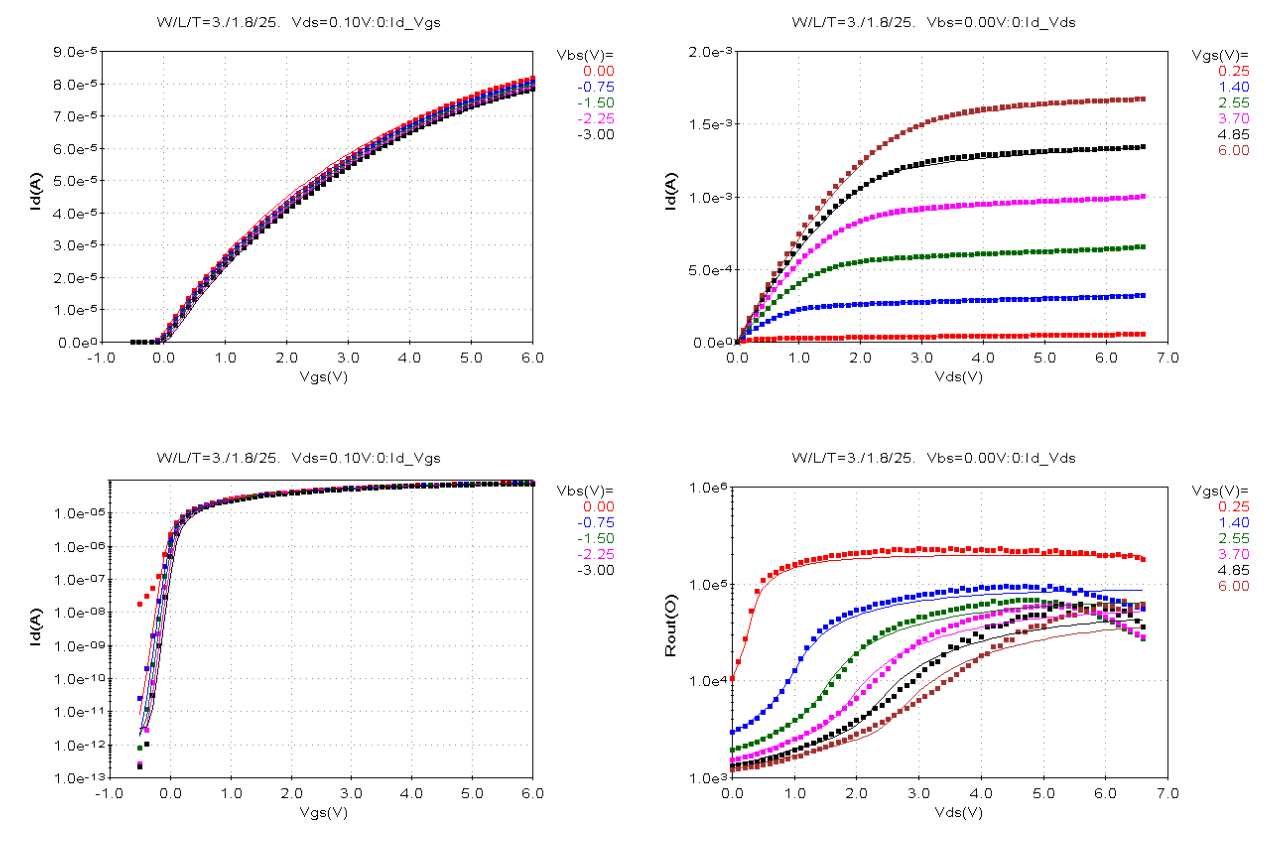 W/L/T=3./1.8/25. Vds=0.10V:0:Id_Vgs
Vbs(V)=
0.00
-0.75
-1.50
-2.25
-3.00
9.0e-5
8.0e-5
7.0e-5
6.0e-5
5.0e-5
4.0e-5
3.0e-5
2.0e-5
1.0e-5
0.0e0
Id(A)
-1.0 0.0 1.0 2.0 3.0 4.0 5.0 6.0
Vgs(V)
W/L/T=3./1.8/25. Vbs=0.00V:0:Id_Vds
Vgs(V)=
0.25
1.40
2.55
3.70
4.85
6.00
2.0e-3
1.5e-3
1.0e-3
5.0e-4
0.0e0
Id(A)
0.0 1.0 2.0 3.0 4.0 5.0 6.0 7.0
Vds(V)
W/L/T=3./1.8/25. Vds=0.10V:0:Id_Vgs
Vbs(V)=
0.00
-0.75
-1.50
-2.25
-3.00
1.0e-05
1.0e-06
1.0e-07
1.0e-08
1.0e-09
1.0e-10
1.0e-11
1.0e-12
1.0e-13
Id(A)
-1.0 0.0 1.0 2.0 3.0 4.0 5.0 6.0
Vgs(V)
W/L/T=3./1.8/25. Vbs=0.00V:0:Id_Vds
Vgs(V)=
0.25
1.40
2.55
3.70
4.85
6.00
1.0e6
1.0e5
1.0e4
1.0e3
Rout(O)
0.0 1.0 2.0 3.0 4.0 5.0 6.0 7.0
Vds(V)